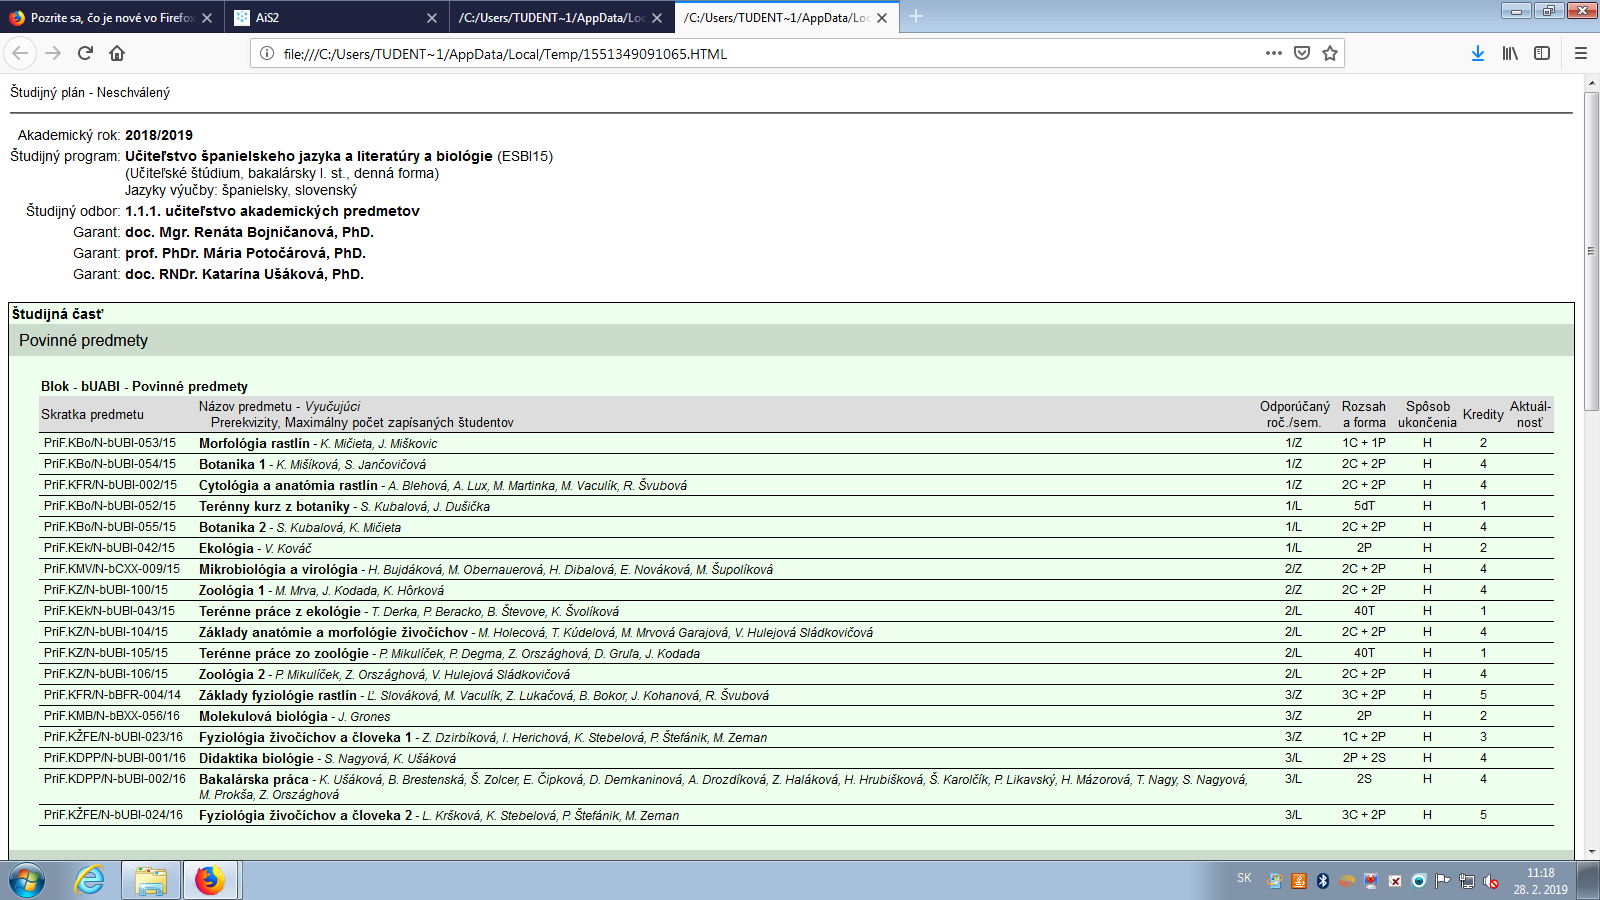 Pozrite sa, čo je nové vo Firefox
AiS2
/C:/Users/TUDENT~1/AppData/Loc
/C:/Users/TUDENT~1/AppData/Loc
file:///C:/Users/TUDENT~1/AppData/Local/Temp/1551349091065.HTML
Študijný plán - Neschválený
Akademický rok: 2018/2019
Študijný program: Učiteľstvo španielskeho jazyka a literatúry a biológie (ESBI15)
(Učiteľské štúdium, bakalársky I. st., denná forma)
Jazyky výučby: španielsky, slovenský
Študijný odbor: 1.1.1. učiteľstvo akademických predmetov
Garant: doc. Mgr. Renáta Bojničanová, PhD.
Garant: prof. PhDr. Mária Potočárová, PhD.
Garant: doc. RNDr. Katarína Ušáková, PhD.
Študijná časť
Povinné predmety
Blok - bUABI - Povinné predmety
Skratka predmetu Názov predmetu - Vyučujúci Prerekvizity, Maximálny počet zapísaných študentov Odporúčaný roč./sem. Rozsah a forma Spôsob ukončenia Kredity Aktuál-nosť
PriF.KBo/N-bUBI-053/15 Morfológia rastlín - K. Mičieta, J. Miškovic 1/Z 1C + 1P H 2
PriF.KBo/N-bUBI-054/15 Botanika 1 - K. Mišíková, S. Jančovičová 1/Z 2C + 2P H 4
PriF.KFR/N-bUBI-002/15 Cytológia a anatómia rastlín - A. Blehová, A. Lux, M. Martinka, M. Vaculík, R. Švubová 1/Z 2C + 2P H 4
PriF.KBo/N-bUBI-052/15 Terénny kurz z botaniky - S. Kubalová, J. Dušička 1/L 5dT H 1
PriF.KBo/N-bUBI-055/15 Botanika 2 - S. Kubalová, K. Mičieta 1/L 2C + 2P H 4
PriF.KEk/N-bUBI-042/15 Ekológia - V. Kováč 1/L 2P H 2
PriF.KMV/N-bCXX-009/15 Mikrobiológia a virológia - H. Bujdáková, M. Obernauerová, H. Dibalová, E. Nováková, M. Šupolíková 2/Z 2C + 2P H 4
PriF.KZ/N-bUBI-100/15 Zoológia 1 - M. Mrva, J. Kodada, K. Hôrková 2/Z 2C + 2P H 4
PriF.KEk/N-bUBI-043/15 Terénne práce z ekológie - T. Derka, P. Beracko, B. Števove, K. Švolíková 2/L 40T H 1
PriF.KZ/N-bUBI-104/15 Základy anatómie a morfológie živočíchov - M. Holecová, T. Kúdelová, M. Mrvová Garajová, V. Hulejová Sládkovičová 2/L 2C + 2P H 4
PriF.KZ/N-bUBI-105/15 Terénne práce zo zoológie - P. Mikulíček, P. Degma, Z. Országhová, D. Gruľa, J. Kodada 2/L 40T H 1
PriF.KZ/N-bUBI-106/15 Zoológia 2 - P. Mikulíček, Z. Országhová, V. Hulejová Sládkovičová 2/L 2C + 2P H 4
PriF.KFR/N-bBFR-004/14 Základy fyziológie rastlín - Ľ. Slováková, M. Vaculík, Z. Lukačová, B. Bokor, J. Kohanová, R. Švubová 3/Z 3C + 2P H 5
PriF.KMB/N-bBXX-056/16 Molekulová biológia - J. Grones 3/Z 2P H 2
PriF.KŽFE/N-bUBI-023/16 Fyziológia živočíchov a človeka 1 - Z. Dzirbíková, I. Herichová, K. Stebelová, P. Štefánik, M. Zeman 3/Z 1C + 2P H 3
PriF.KDPP/N-bUBI-001/16 Didaktika biológie - S. Nagyová, K. Ušáková 3/L 2P + 2S H 4
PriF.KDPP/N-bUBI-002/16 Bakalárska práca - K. Ušáková, B. Brestenská, Š. Zolcer, E. Čipková, D. Demkaninová, A. Drozdíková, Z. Haláková, H. Hrubišková, Š. Karolčík, P. Likavský, H. Mázorová, T. Nagy, S. Nagyová, 3/L 2S H 4
M. Prokša, Z. Országhová
PriF.KŽFE/N-bUBI-024/16 Fyziológia živočíchov a človeka 2 - L. Kršková, K. Stebelová, P. Štefánik, M. Zeman 3/L 3C + 2P H 5
SK
11:18
28. 2. 2019